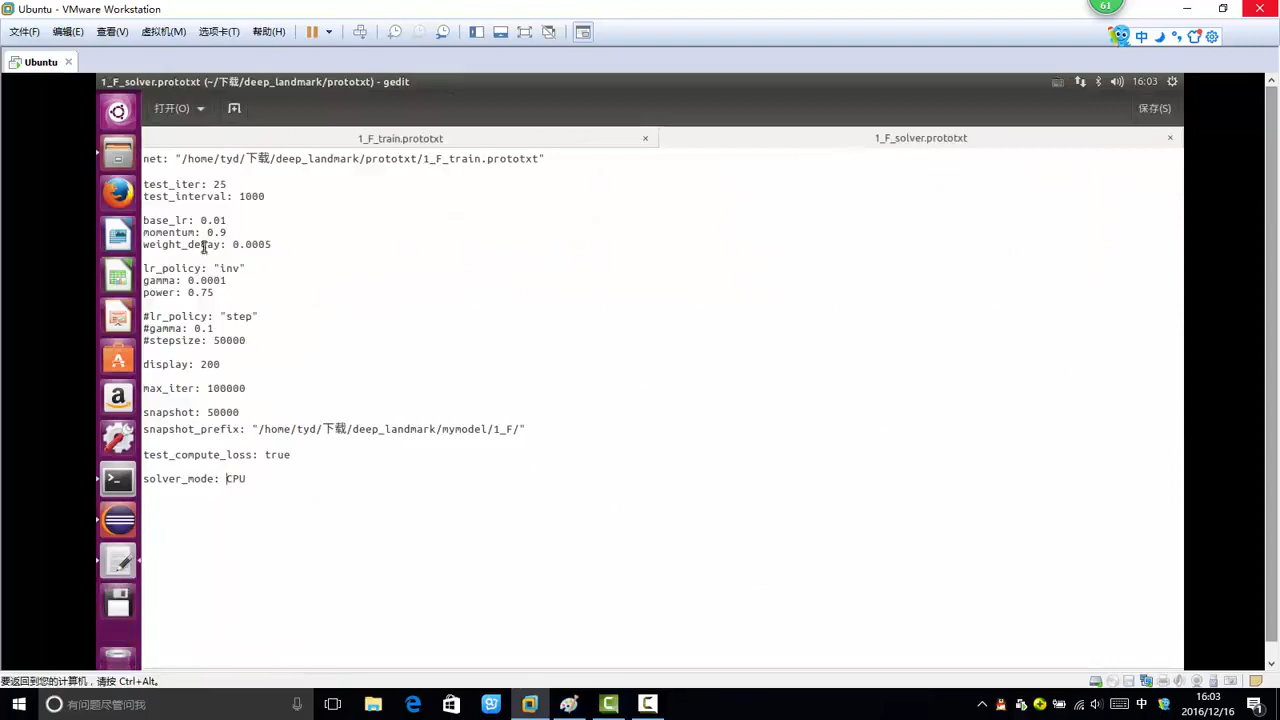 Ubuntu - VMware Workstation
61
文件(F) 编辑(E) 查看(V) 虚拟机(M) 选项卡(T) 帮助(H)
中
Ubuntu
1_F_solver.prototxt (~/下载/deep_landmark/prototxt) - gedit
16:03
打开(O)
保存(S)
1_F_train.prototxt
1_F_solver.prototxt
net: "/home/tyd/下载/deep_landmark/prototxt/1_F_train.prototxt"
test_iter: 25
test_interval: 1000
base_lr: 0.01
momentum: 0.9
weight_decay: 0.0005
lr_policy: "inv"
gamma: 0.0001
power: 0.75
#lr_policy: "step"
#gamma: 0.1
#stepsize: 50000
display: 200
max_iter: 100000
snapshot: 50000
snapshot_prefix: "/home/tyd/下载/deep_landmark/mymodel/1_F/"
test_compute_loss: true
solver_mode: CPU
要返回到您的计算机，请按 Ctrl+Alt。
有问题尽管问我
中
16:03
2016/12/16